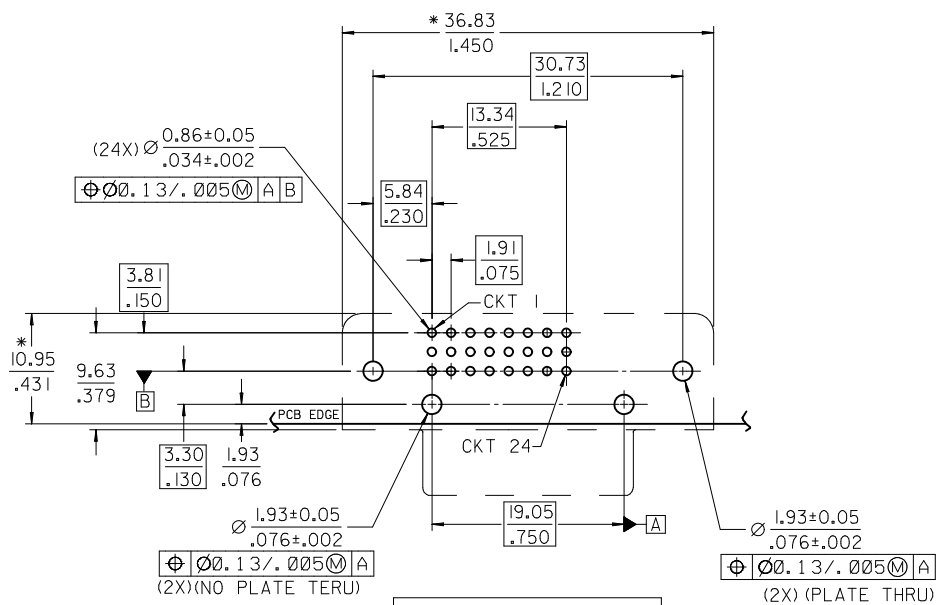 * 36.83
1.450
30.73
1.210
13.34
.525
(24X) Ø 0.86±0.05
.034±.002
⌖ Ø0.13/.005Ⓜ A B
5.84
.230
1.91
.075
3.81
.150
CKT 1
*
10.95
.431
9.63
.379
B
PCB EDGE
CKT 24
3.30
.130
1.93
.076
19.05
.750
A
Ø 1.93±0.05
.076±.002
⌖ Ø0.13/.005Ⓜ A
(2X)(NO PLATE TERU)
Ø 1.93±0.05
.076±.002
⌖ Ø0.13/.005Ⓜ A
(2X) (PLATE THRU)